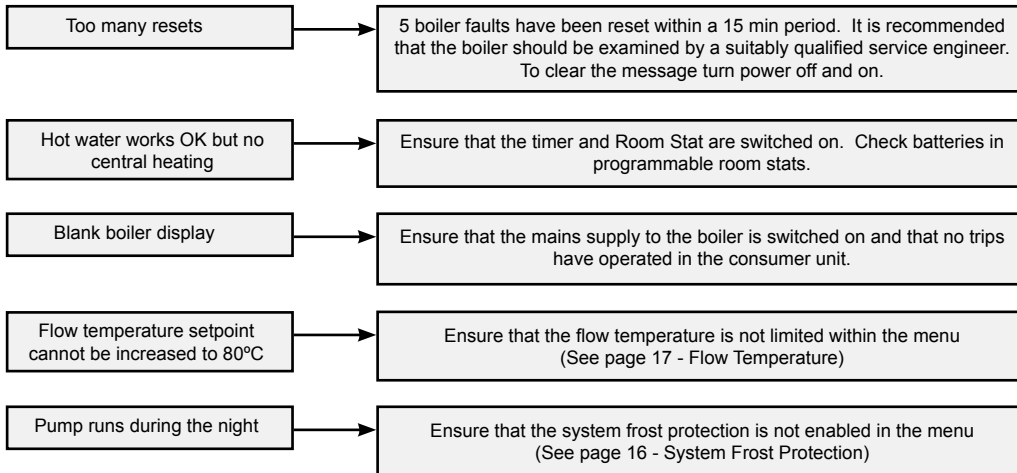 Too many resets
5 boiler faults have been reset within a 15 min period.  It is recommended
that the boiler should be examined by a suitably qualified service engineer.
To clear the message turn power off and on.
Hot water works OK but no
central heating
Ensure that the timer and Room Stat are switched on.  Check batteries in
programmable room stats.
Blank boiler display
Ensure that the mains supply to the boiler is switched on and that no trips
have operated in the consumer unit.
Flow temperature setpoint
cannot be increased to 80ºC
Ensure that the flow temperature is not limited within the menu
(See page 17 - Flow Temperature)
Pump runs during the night
Ensure that the system frost protection is not enabled in the menu
(See page 16 - System Frost Protection)